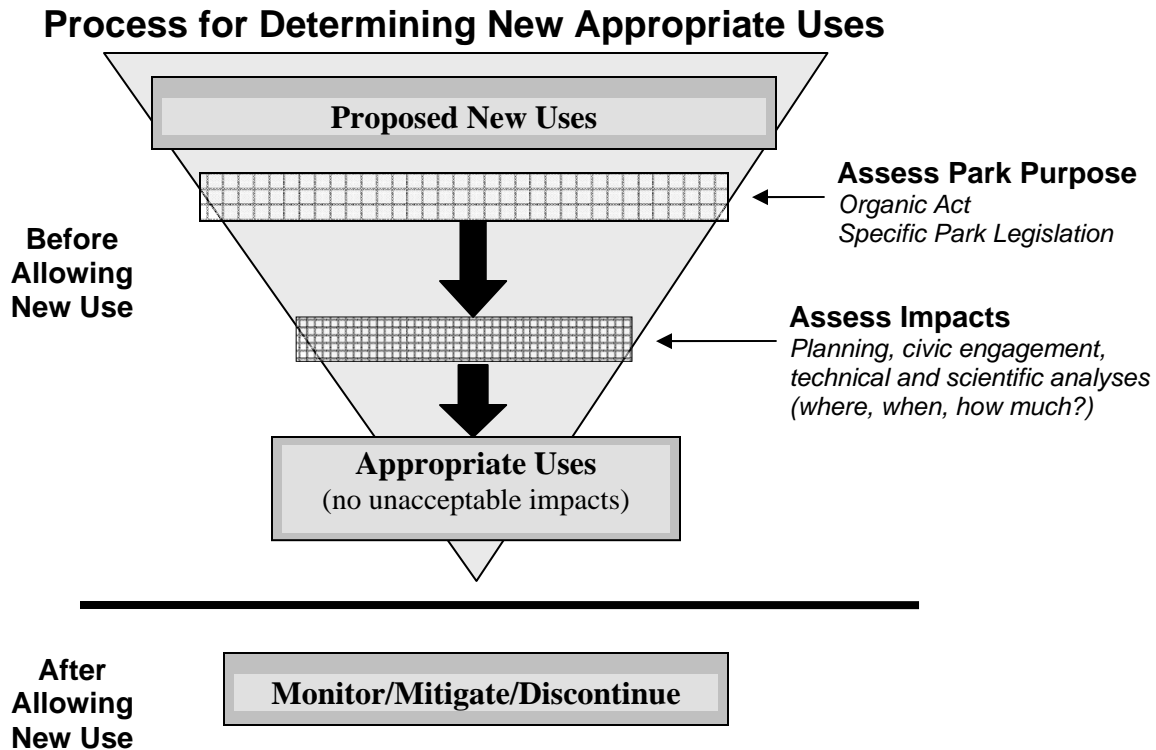 Process for Determining New Appropriate Uses
Proposed New Uses
Assess Park Purpose
Organic Act
Specific Park Legislation
Before
Allowing
New Use
Assess Impacts
Planning, civic engagement,
technical and scientific analyses
(where, when, how much?)
Appropriate Uses
(no unacceptable impacts)
After
Allowing
New Use
Monitor/Mitigate/Discontinue